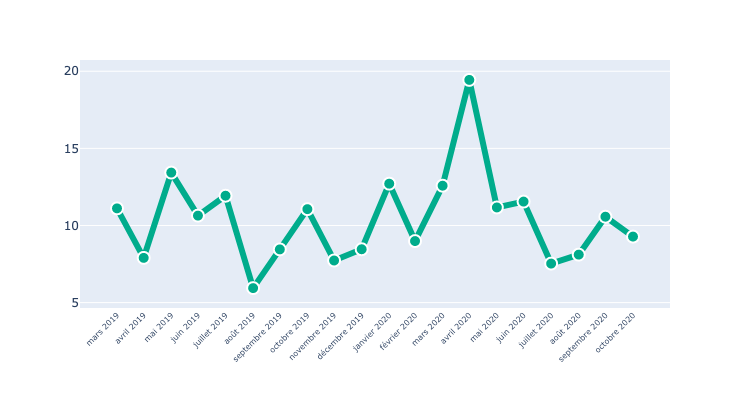 20
15
10
5
mars 2019
avril 2019
mai 2019
juin 2019
juillet 2019
août 2019
septembre 2019
octobre 2019
novembre 2019
décembre 2019
janvier 2020
février 2020
mars 2020
avril 2020
mai 2020
juin 2020
juillet 2020
août 2020
septembre 2020
octobre 2020